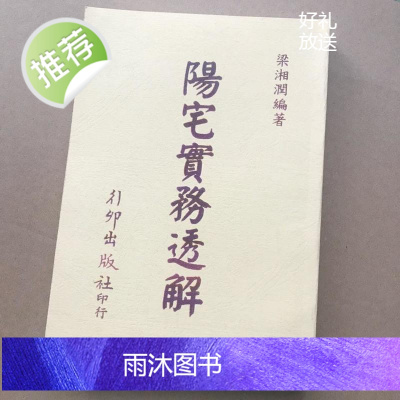 推荐
好礼
放送
梁湘潤編著
陽宅實務透解
行卯出版社印行
雨沐图书